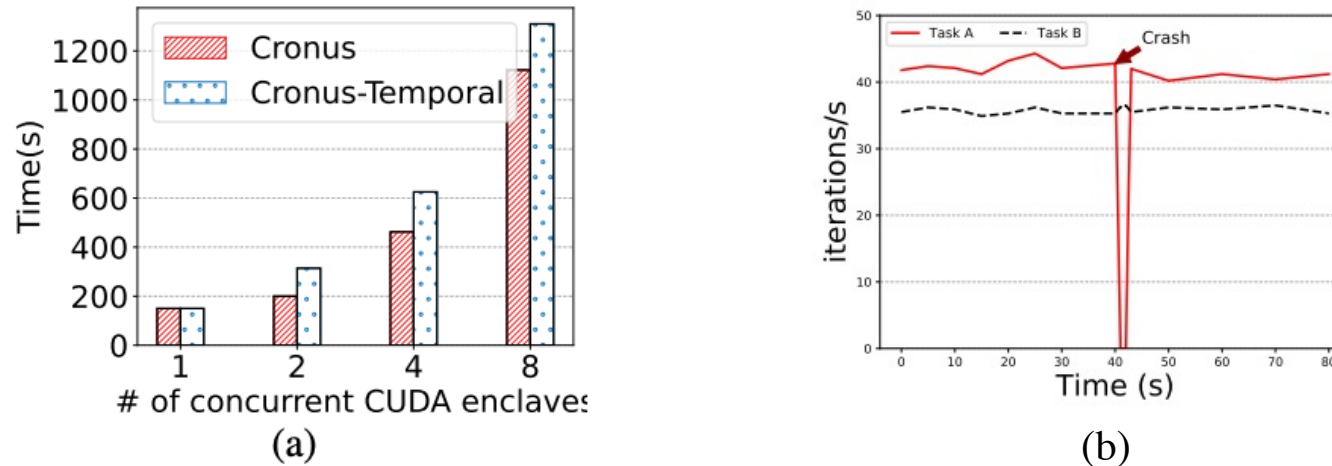 Cronus
Cronus-Temporal
1200
1000
800
600
400
200
0
Time(s)
1 2 4 8
# of concurrent CUDA enclaves
(a)
Task A Task B
Crash
50
40
30
20
10
0
iterations/s
0 10 20 30 40 50 60 70 80
Time (s)
(b)